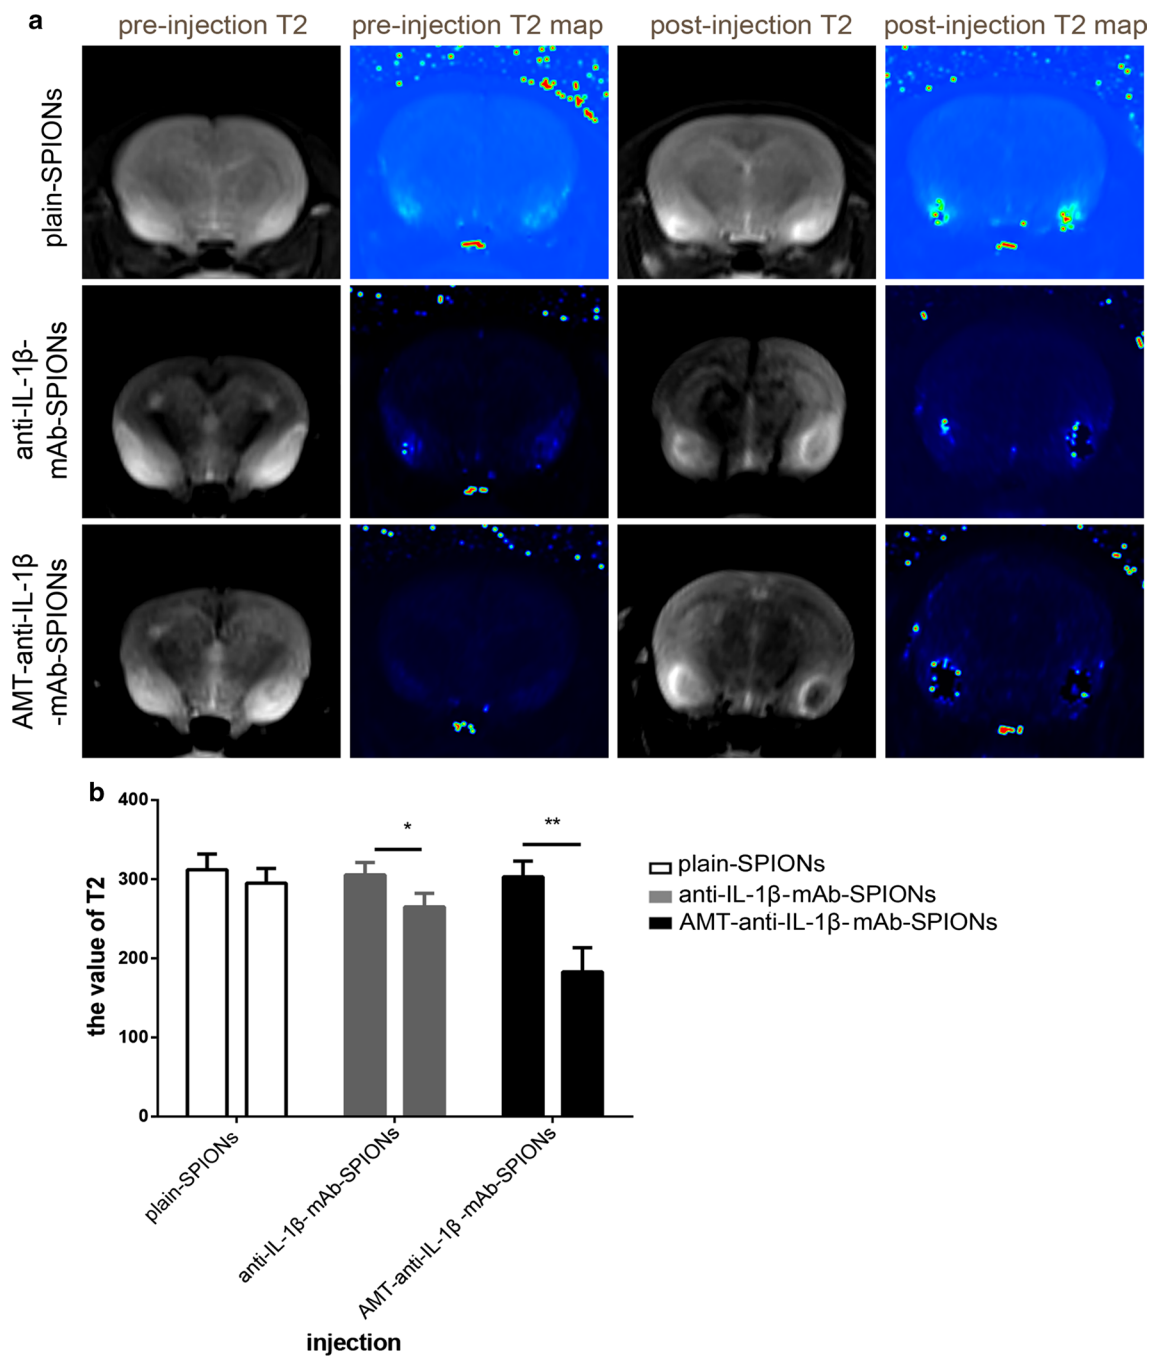 a
pre-injection T2
pre-injection T2 map
post-injection T2
post-injection T2 map
plain-SPIONs
anti-IL-1β-
mAb-SPIONs
AMT-anti-IL-1β
-mAb-SPIONs
b
400
300
200
100
0
the value of T2
*
**
plain-SPIONs
anti-IL-1β-mAb-SPIONs
AMT-anti-IL-1β-mAb-SPIONs
plain-SPIONs
anti-IL-1β-mAb-SPIONs
AMT-anti-IL-1β-mAb-SPIONs
injection